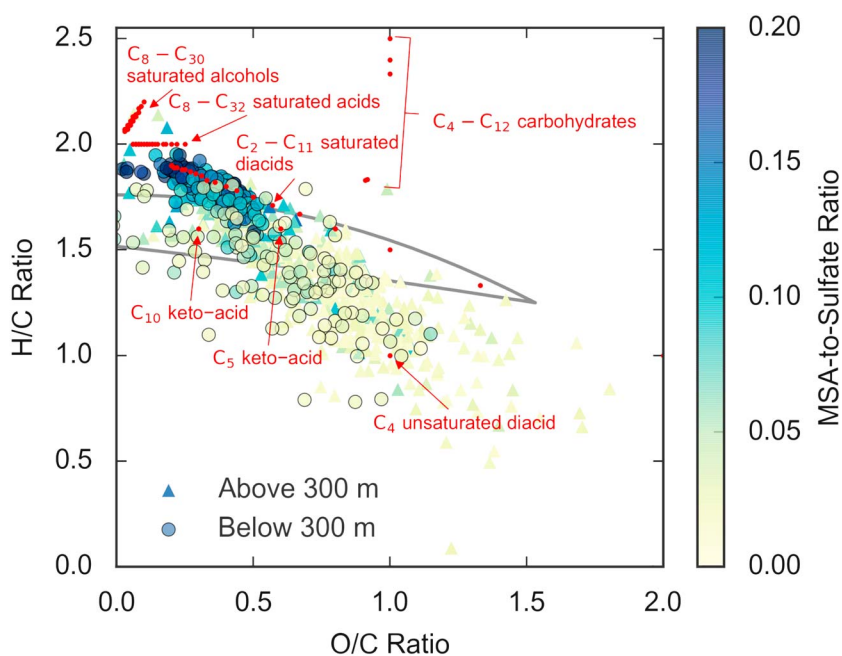 2.5
2.0
1.5
1.0
0.5
0.0
H/C Ratio
0.0
0.5
1.0
1.5
2.0
O/C Ratio
C8 − C30
saturated alcohols
C8 − C32 saturated acids
C2 − C11 saturated
diacids
C4 − C12 carbohydrates
C10 keto−acid
C5 keto−acid
C4 unsaturated diacid
Above 300 m
Below 300 m
0.20
0.15
0.10
0.05
0.00
MSA-to-Sulfate Ratio